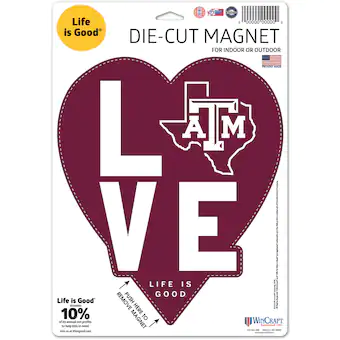 Life
is Good®
DIE-CUT MAGNET
FOR INDOOR OR OUTDOOR
L
ATM
VE
LIFE IS
GOOD
PUSH HERE TO
REMOVE MAGNET
Life is Good
10%
WINCRAFT